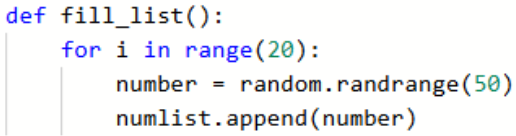 def fill_list():
    for i in range(20):
        number = random.randrange(50)
        numlist.append(number)